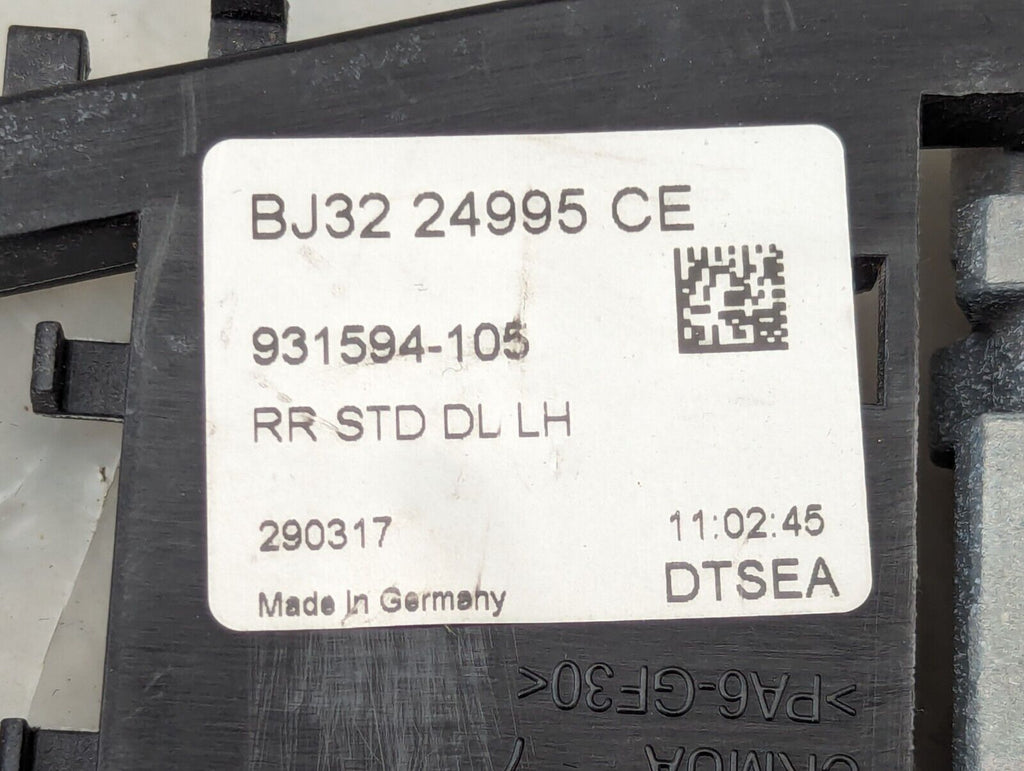 BJ32 24995 CE
931594-105
RR STD DL LH
290317 11:02:45
Made in Germany DTSEA
>PA6-GF30<